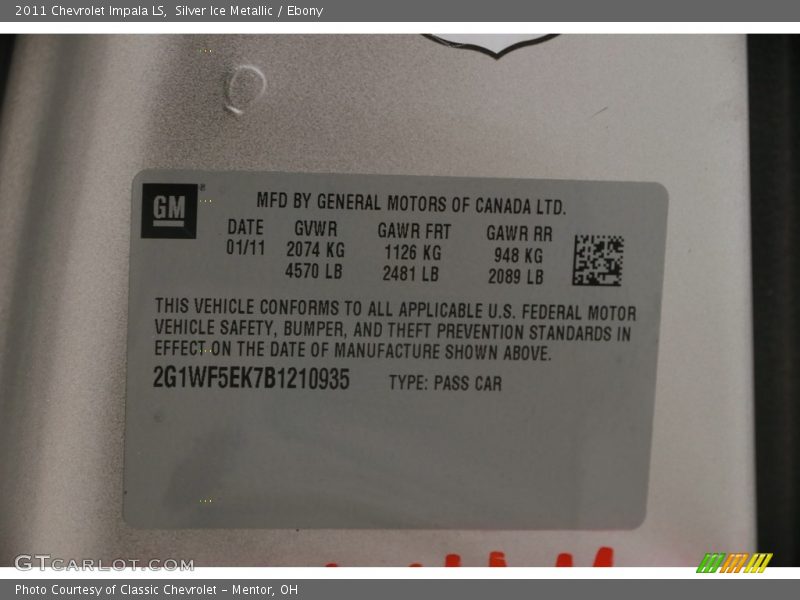 2011 Chevrolet Impala LS,  Silver Ice Metallic / Ebony
GM®
MFD BY GENERAL MOTORS OF CANADA LTD.
DATE GVWR GAWR FRT GAWR RR
01/11 2074 KG 1126 KG 948 KG
4570 LB 2481 LB 2089 LB
THIS VEHICLE CONFORMS TO ALL APPLICABLE U.S. FEDERAL MOTOR
VEHICLE SAFETY, BUMPER, AND THEFT PREVENTION STANDARDS IN
EFFECT ON THE DATE OF MANUFACTURE SHOWN ABOVE.
2G1WF5EK7B1210935 TYPE: PASS CAR
GTCARLOT.COM
Photo Courtesy of Classic Chevrolet - Mentor, OH